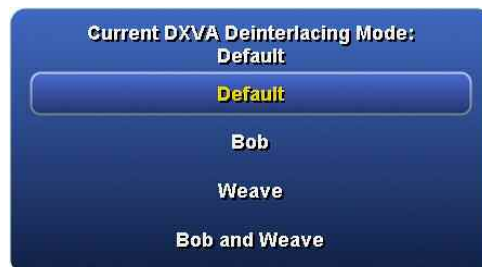 Current DXVA Deinterlacing Mode:
Default
Default
Bob
Weave
Bob and Weave